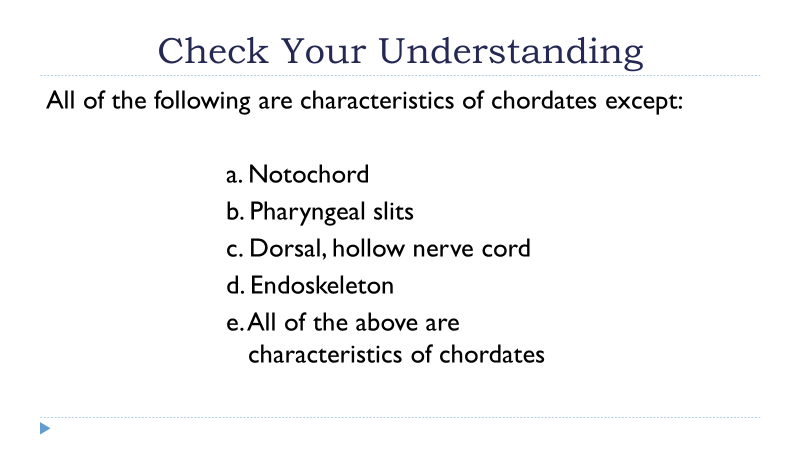 Check Your Understanding
All of the following are characteristics of chordates except:
a. Notochord
b. Pharyngeal slits
c. Dorsal, hollow nerve cord
d. Endoskeleton
e. All of the above are
characteristics of chordates